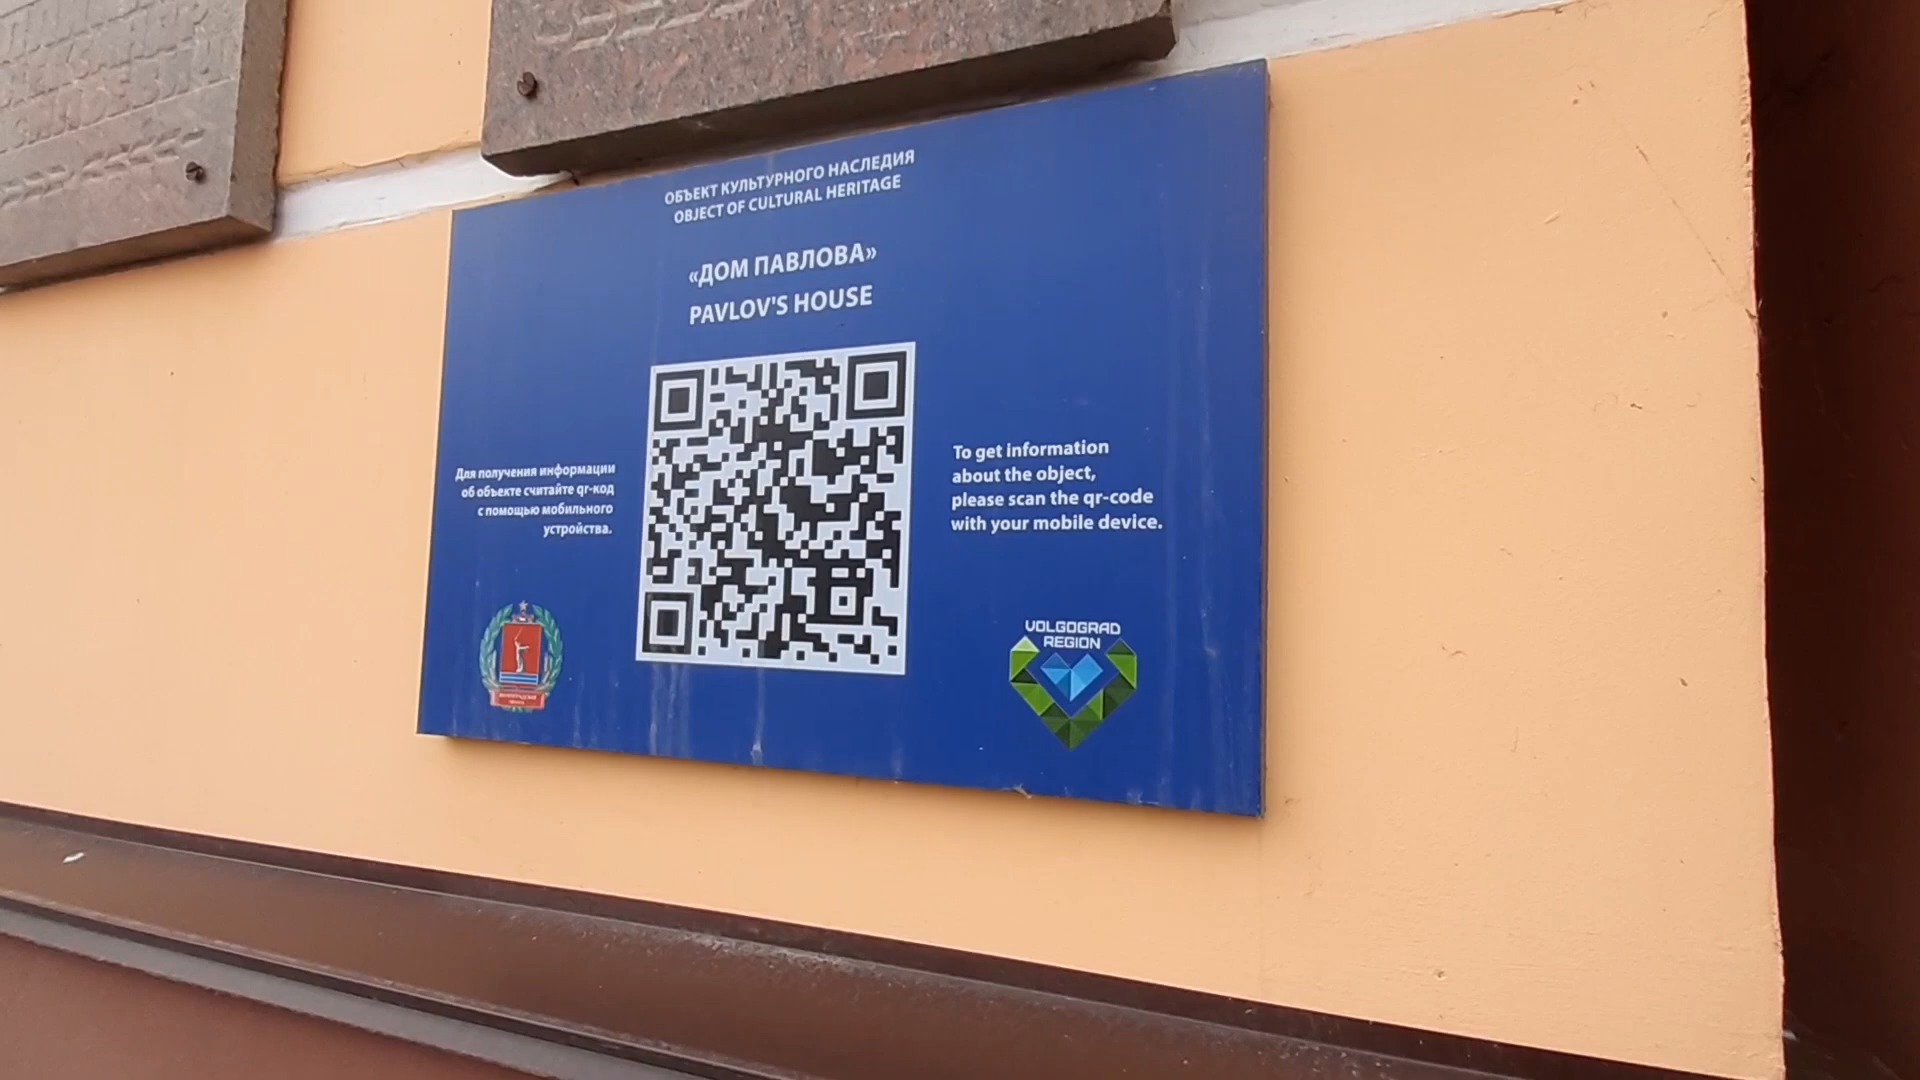 ОБЪЕКТ КУЛЬТУРНОГО НАСЛЕДИЯ
OBJECT OF CULTURAL HERITAGE
«ДОМ ПАВЛОВА»
PAVLOV'S HOUSE
Для получения информации
об объекте считайте qr-код
с помощью мобильного
устройства.
To get information
about the object,
please scan the qr-code
with your mobile device.
VOLGOGRAD
REGION